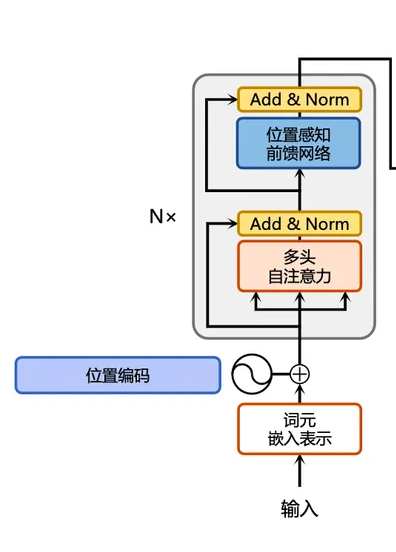 Add & Norm
位置感知
前馈网络
N×
Add & Norm
多头
自注意力
位置编码
词元
嵌入表示
输入